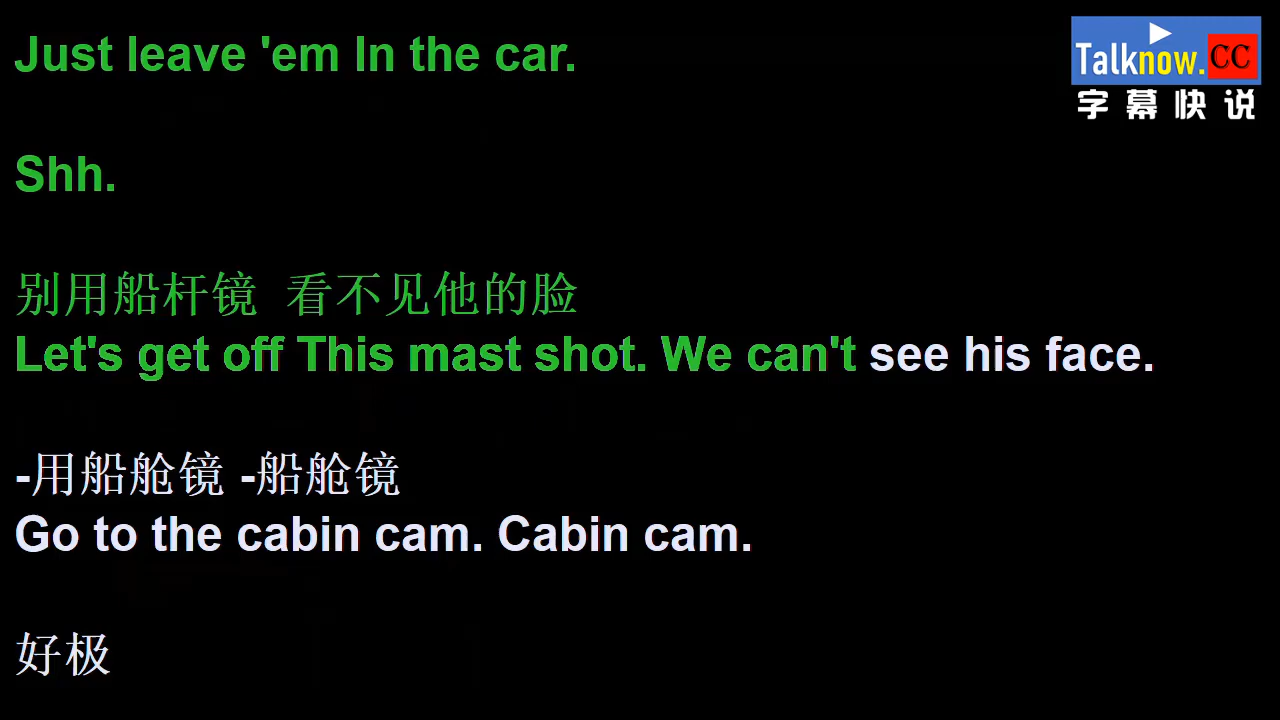 Just leave 'em In the car.
Talknow.CC
字幕快说
Shh.
别用船杆镜 看不见他的脸
Let's get off This mast shot. We can't see his face.
-用船舱镜 -船舱镜
Go to the cabin cam. Cabin cam.
好极